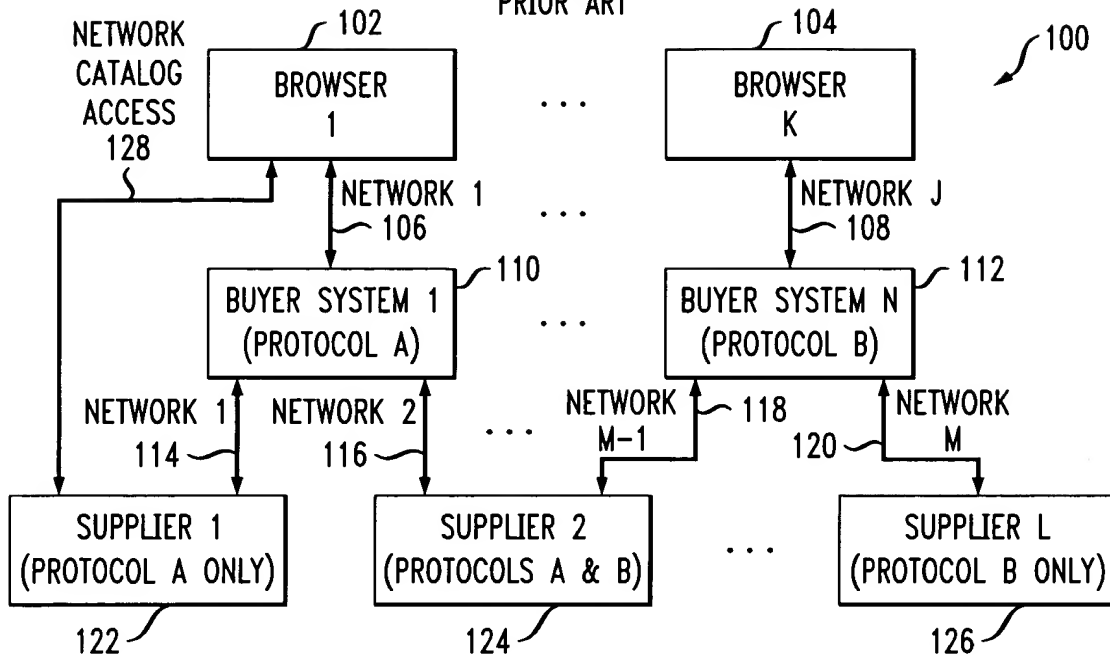 PRIOR ART
NETWORK
CATALOG
ACCESS
128
102
BROWSER
1
...
104
BROWSER
K
100
NETWORK 1
106
...
NETWORK J
108
110
BUYER SYSTEM 1
(PROTOCOL A)
...
112
BUYER SYSTEM N
(PROTOCOL B)
NETWORK 1
114
NETWORK 2
116
...
NETWORK
M-1
118
120
NETWORK
M
SUPPLIER 1
(PROTOCOL A ONLY)
122
SUPPLIER 2
(PROTOCOLS A & B)
124
...
SUPPLIER L
(PROTOCOL B ONLY)
126